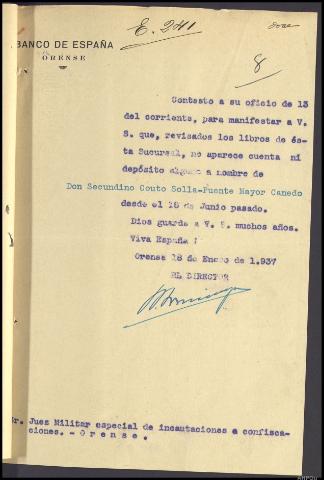 E. 241
doce
BANCO DE ESPAÑA
ORENSE
8
Contesto a su oficio de 13
del corriente, para manifestar a V.
S. que, revisados los libros de és-
ta Sucursal, no aparece cuenta ni
depósito alguno a nombre de
Don Secundino Couto Solla-Puente Mayor Canedo
desde el 18 de Junio pasado.
Dios guarde a V. S. muchos años.
Viva España !
Orense 18 de Enero de 1.937
EL DIRECTOR
Sr. Juez Militar especial de incautaciones a confisca-
ciones. - O r e n s e .